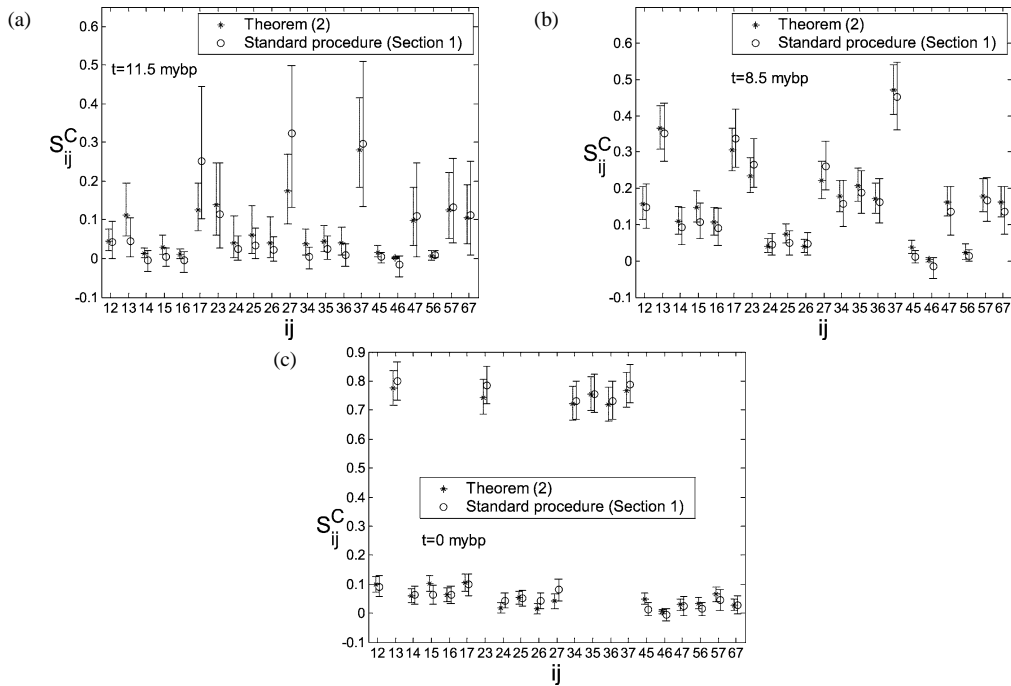 (a)
Theorem (2)
Standard procedure (Section 1)
t=11.5 mybp
S_ij^C
0.6
0.5
0.4
0.3
0.2
0.1
0
-0.1
12 13 14 15 16 17 23 24 25 26 27 34 35 36 37 45 46 47 56 57 67
ij
(b)
Theorem (2)
Standard procedure (Section 1)
t=8.5 mybp
S_ij^C
0.6
0.5
0.4
0.3
0.2
0.1
0
-0.1
12 13 14 15 16 17 23 24 25 26 27 34 35 36 37 45 46 47 56 57 67
ij
(c)
0.9
0.8
0.7
0.6
0.5
0.4
0.3
0.2
0.1
0
-0.1
Theorem (2)
Standard procedure (Section 1)
t=0 mybp
S_ij^C
12 13 14 15 16 17 23 24 25 26 27 34 35 36 37 45 46 47 56 57 67
ij